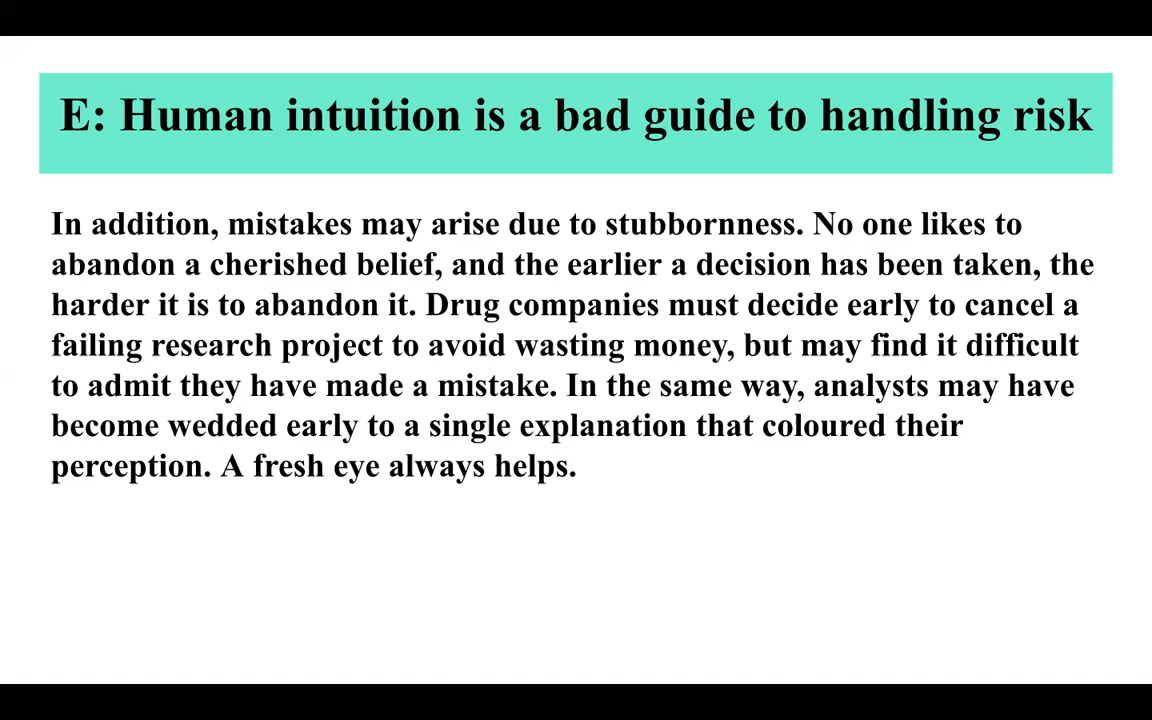 E: Human intuition is a bad guide to handling risk
In addition, mistakes may arise due to stubbornness. No one likes to
abandon a cherished belief, and the earlier a decision has been taken, the
harder it is to abandon it. Drug companies must decide early to cancel a
failing research project to avoid wasting money, but may find it difficult
to admit they have made a mistake. In the same way, analysts may have
become wedded early to a single explanation that coloured their
perception. A fresh eye always helps.